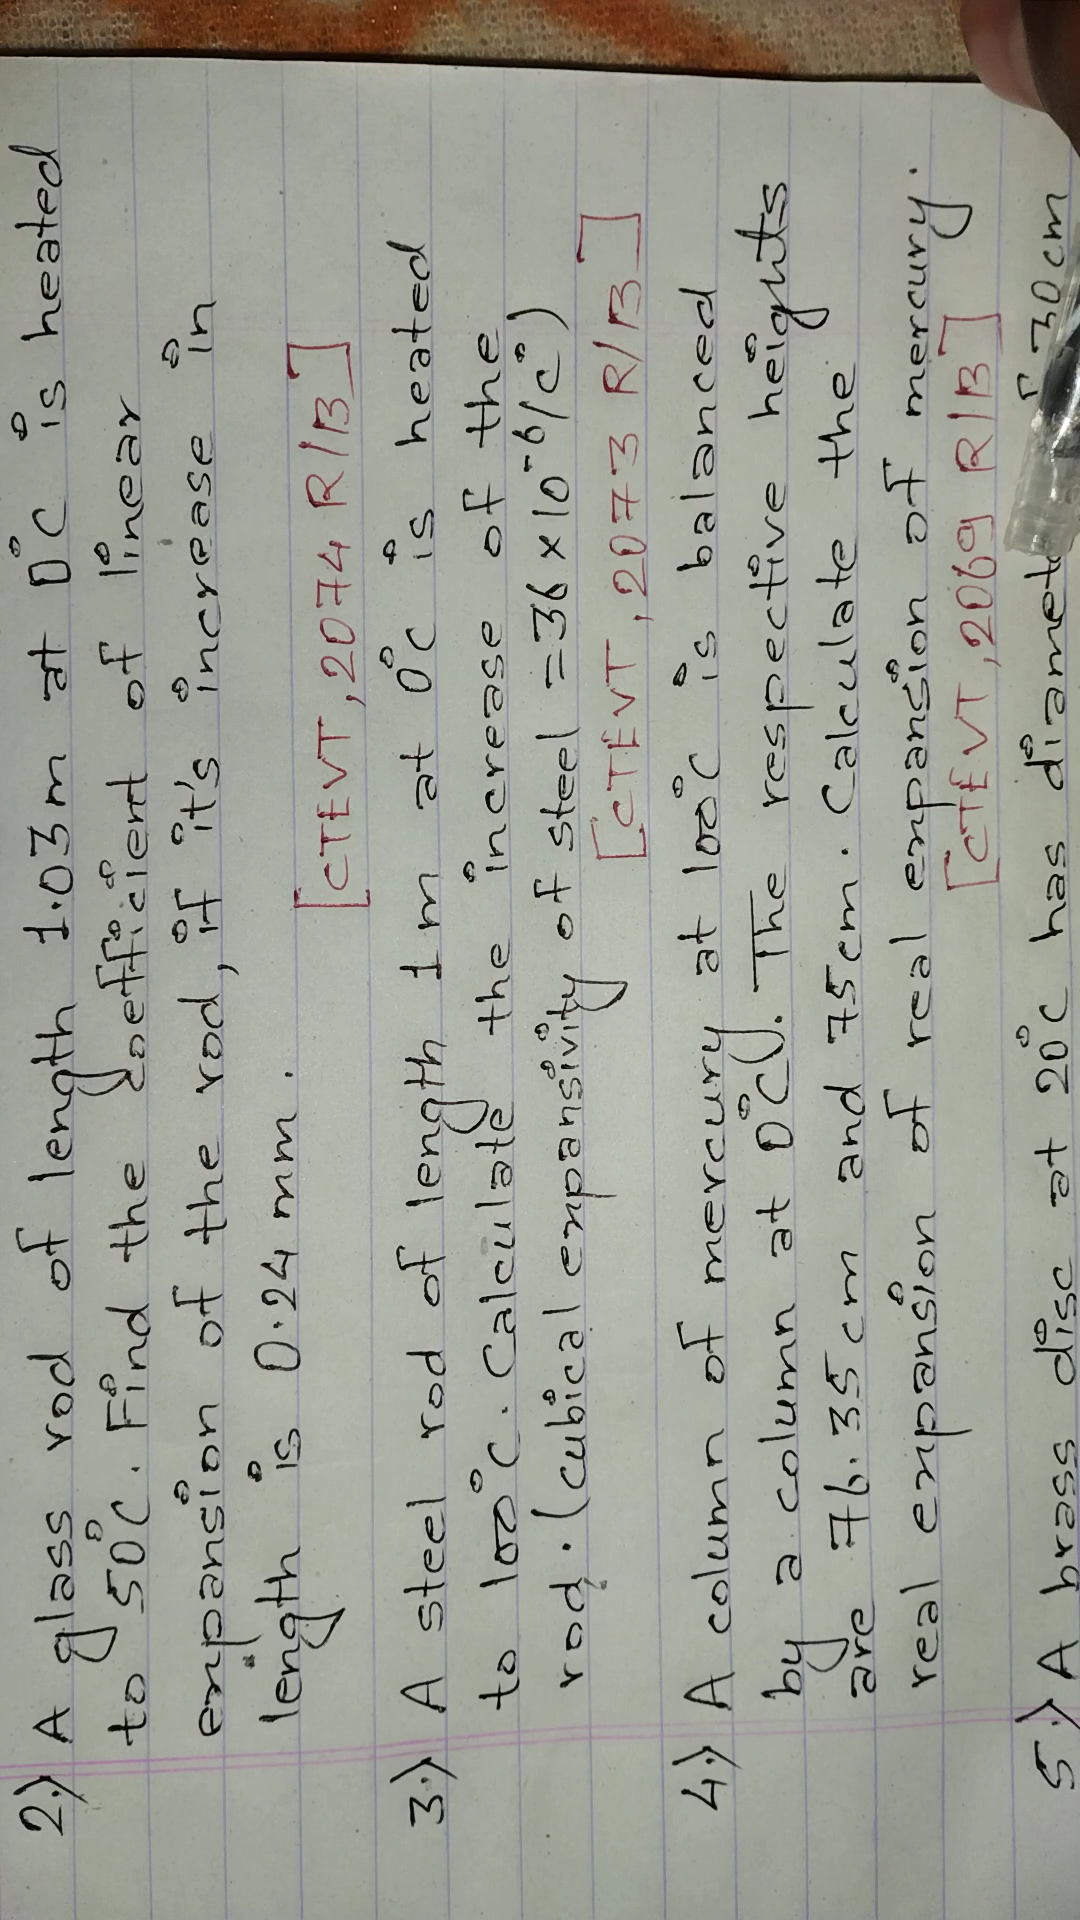 2.) A glass rod of length 1.03m at 0°C is heated
to 50°C. Find the coefficient of linear
expansion of the rod, if it's increase in
length is 0.24 mm.
[CTEVT, 2074 R/B]
3.) A steel rod of length 1 m at 0°C is heated
to 100°C. Calculate the increase of the
rod. (cubical expansivity of steel = 36×10⁻⁶/c°)
[CTEVT, 2073 R/B]
4.) A column of mercury at 100°C is balanced
by a column at 0°C. The respective heights
are 76.35cm and 75cm. Calculate the
real expansion of real expansion of mercury.
[CTEVT, 2069 R/B]
5.) A brass disc at 20°C has 30cm